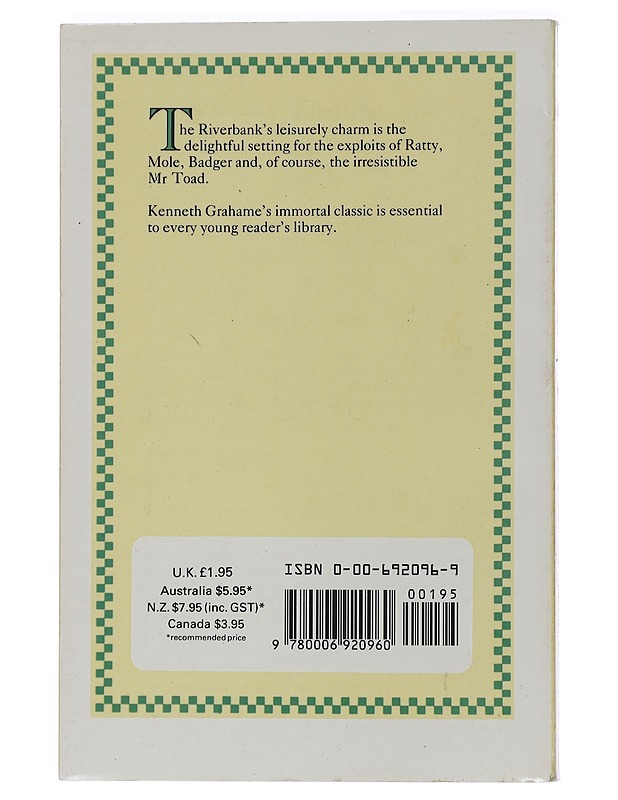 The Riverbank's leisurely charm is the
delightful setting for the exploits of Ratty,
Mole, Badger and, of course, the irresistible
Mr Toad.
Kenneth Grahame's immortal classic is essential
to every young reader's library.
U.K. £1.95
Australia $5.95*
N.Z. $7.95 (inc. GST)*
Canada $3.95
*recommended price
ISBN 0-00-692096-9
00195
9 780006 920960